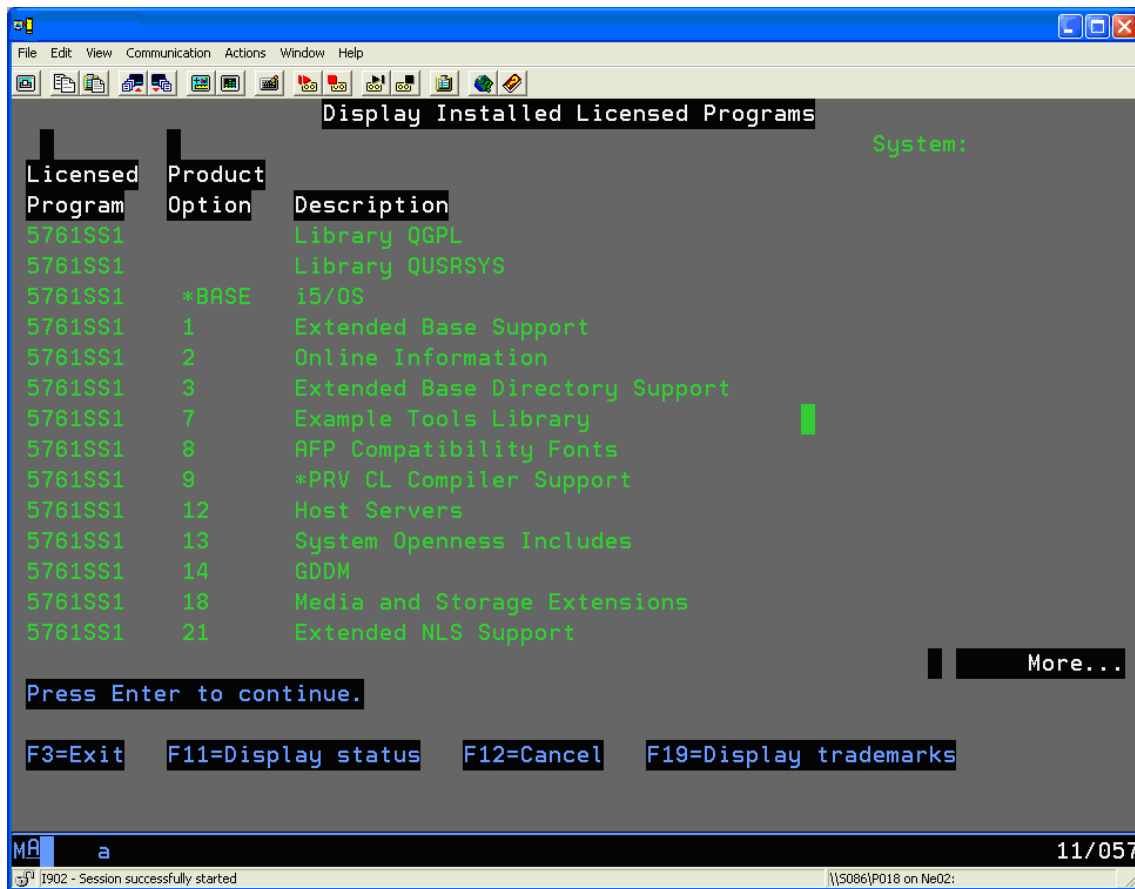 File Edit View Communication Actions Window Help
Display Installed Licensed Programs
System:
Licensed Product
Program Option Description
5761SS1 Library QGPL
5761SS1 Library QUSRSYS
5761SS1 *BASE i5/OS
5761SS1 1 Extended Base Support
5761SS1 2 Online Information
5761SS1 3 Extended Base Directory Support
5761SS1 7 Example Tools Library
5761SS1 8 AFP Compatibility Fonts
5761SS1 9 *PRV CL Compiler Support
5761SS1 12 Host Servers
5761SS1 13 System Openness Includes
5761SS1 14 GDDM
5761SS1 18 Media and Storage Extensions
5761SS1 21 Extended NLS Support
More...
Press Enter to continue.
F3=Exit F11=Display status F12=Cancel F19=Display trademarks
MA a 11/057
I902 - Session successfully started \\S086\P018 on Ne02: